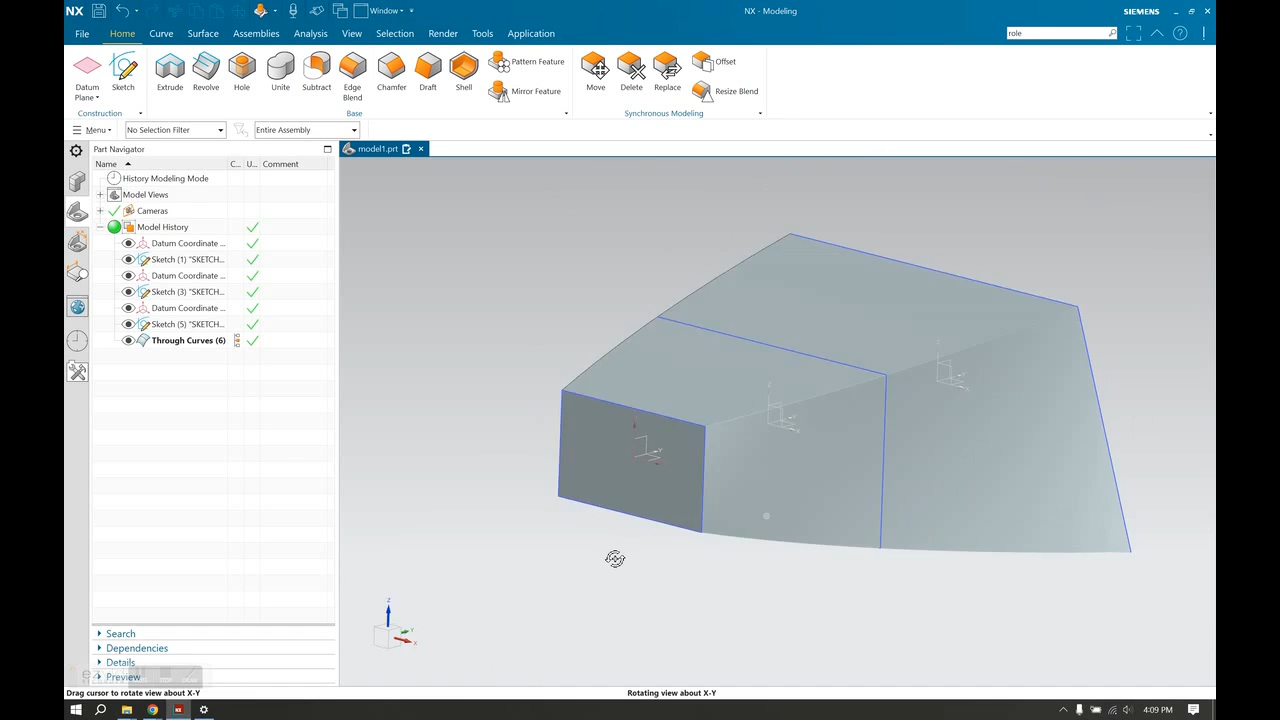 NX
Window
NX - Modeling
SIEMENS
File
Home
Curve
Surface
Assemblies
Analysis
View
Selection
Render
Tools
Application
role
Datum Plane
Sketch
Extrude
Revolve
Hole
Unite
Subtract
Edge Blend
Chamfer
Draft
Shell
Pattern Feature
Mirror Feature
Move
Delete
Replace
Offset
Resize Blend
Construction
Base
Synchronous Modeling
Menu
No Selection Filter
Entire Assembly
Part Navigator
model1.prt
Name
C...
U...
Comment
History Modeling Mode
Model Views
Cameras
Model History
Datum Coordinate ...
Sketch (1) "SKETCH...
Datum Coordinate ...
Sketch (3) "SKETCH...
Datum Coordinate ...
Sketch (5) "SKETCH...
Through Curves (6)
Z
Y
X
Search
Dependencies
Details
Preview
Drag cursor to rotate view about X-Y
Rotating view about X-Y
NX
4:09 PM